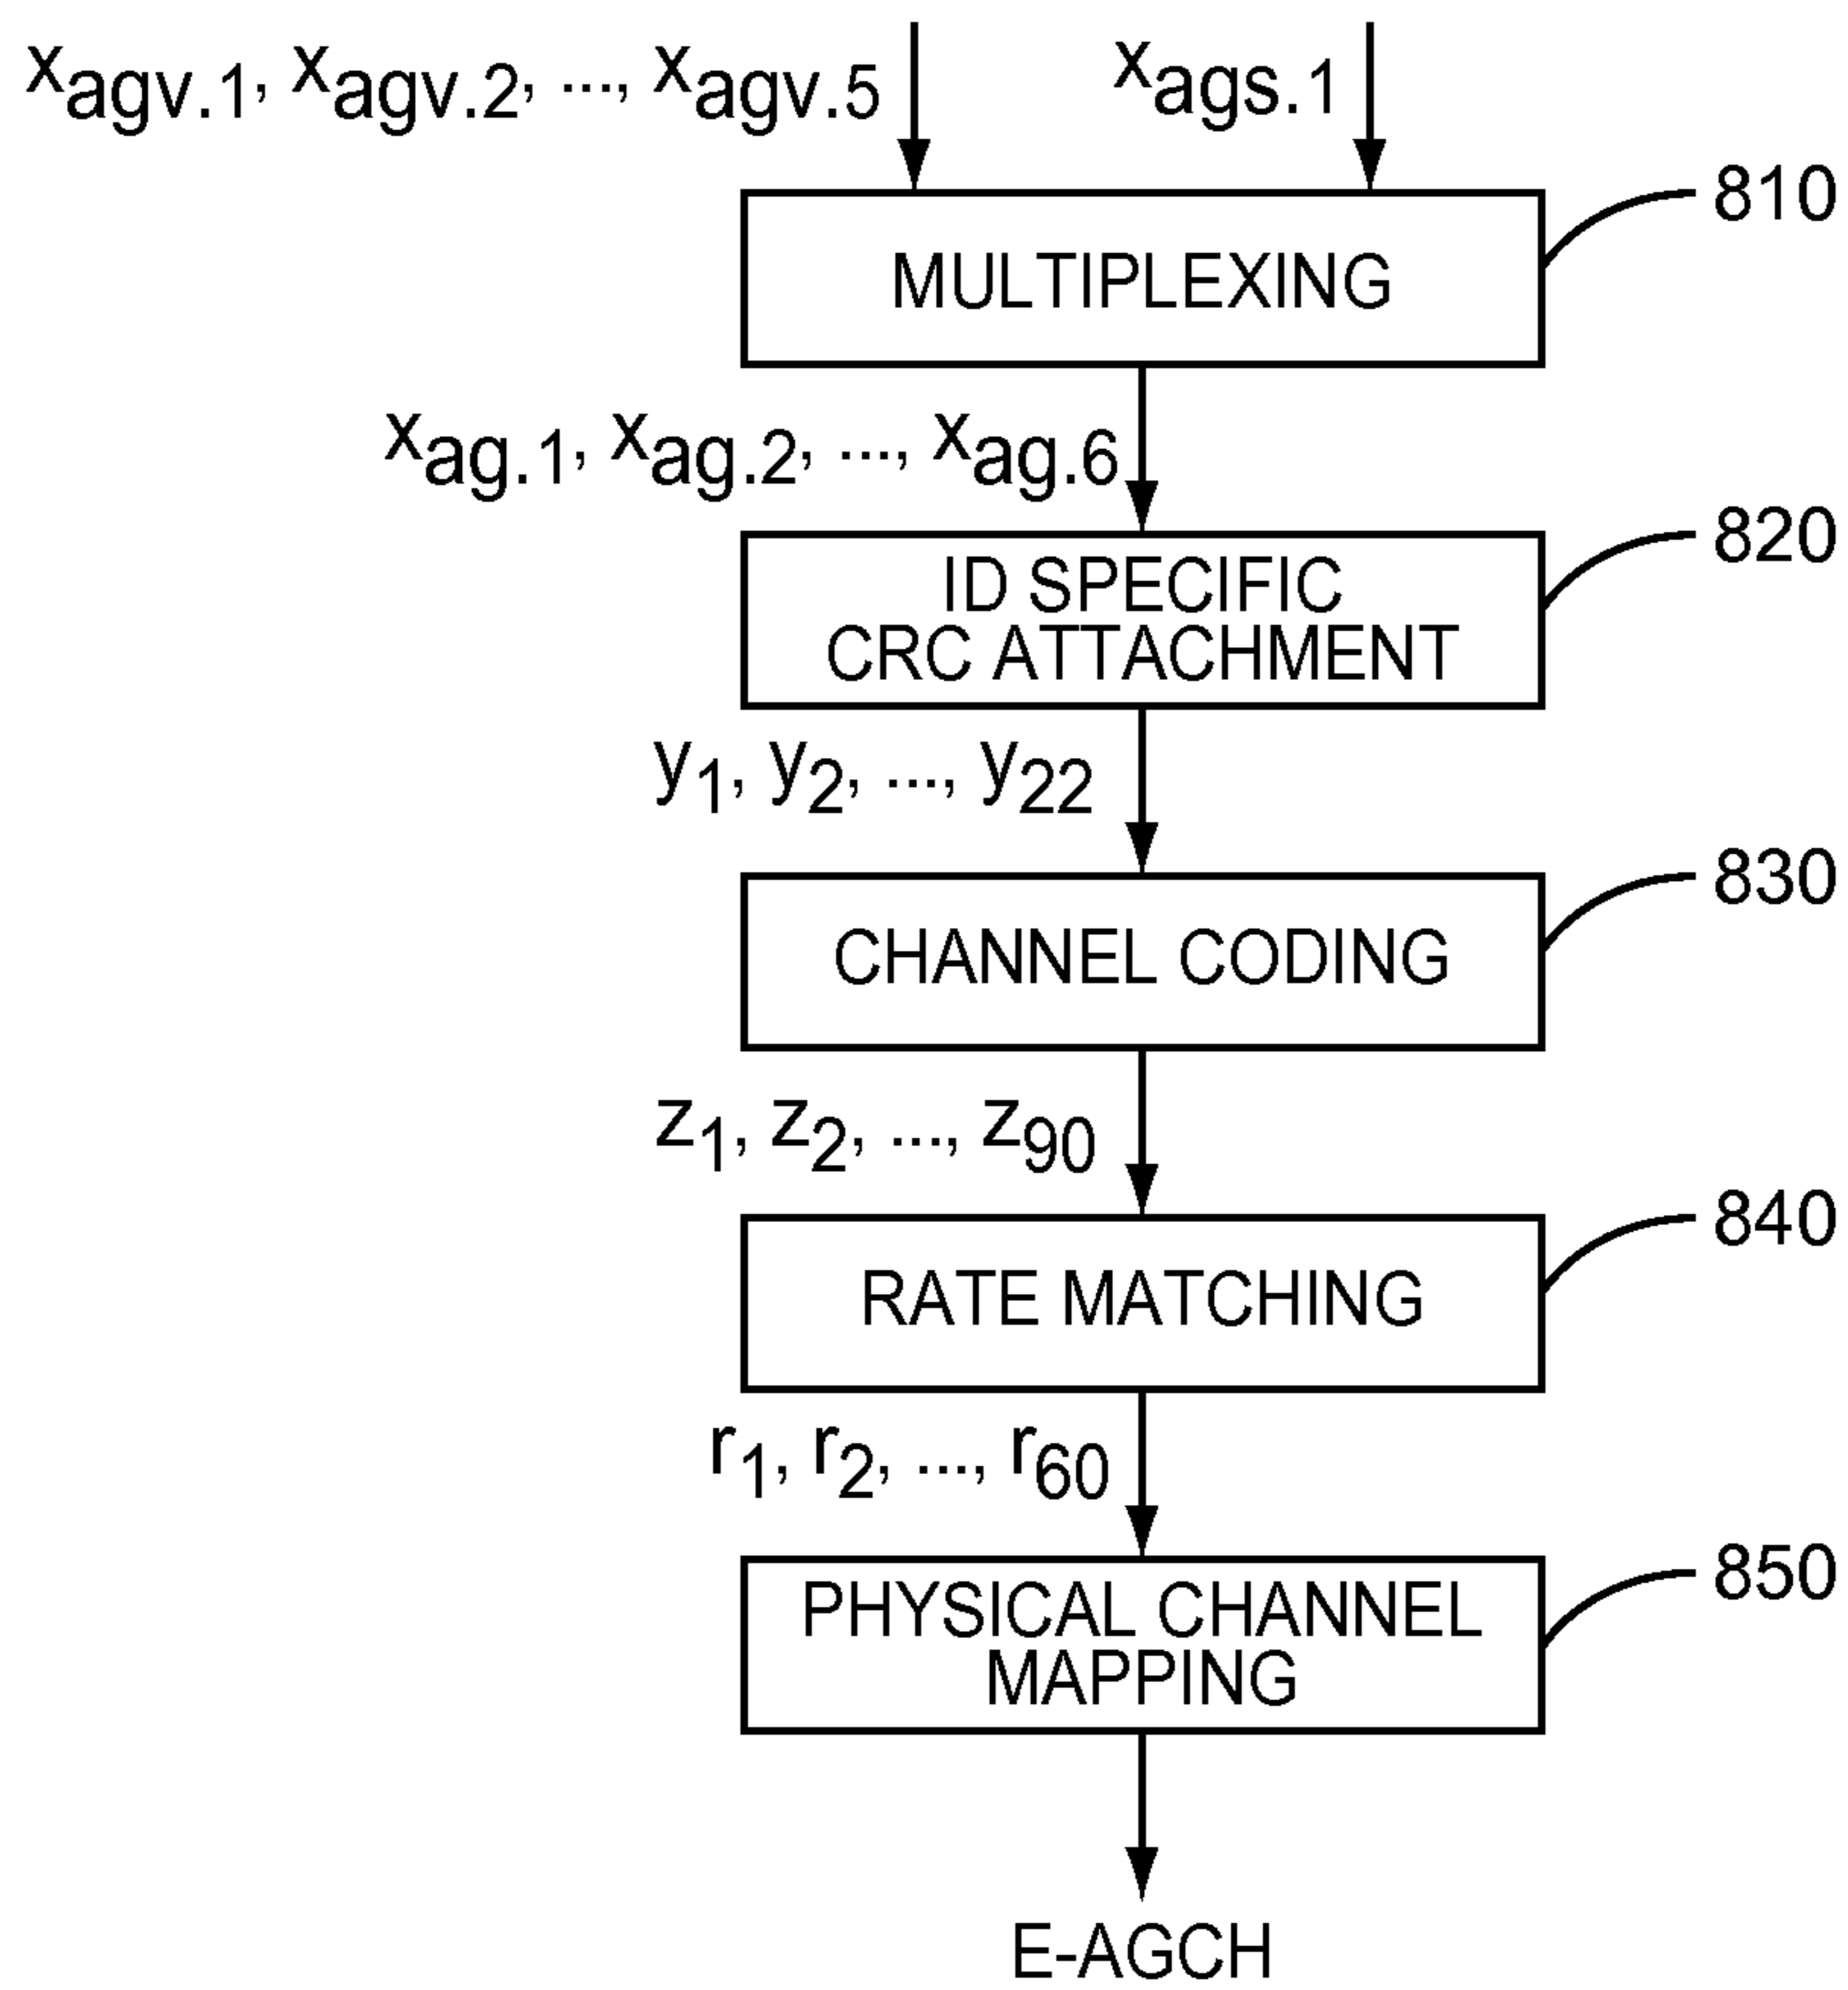 xagv.1, xagv.2, ..., xagv.5
xags.1
810
MULTIPLEXING
xag.1, xag.2, ..., xag.6
820
ID SPECIFIC
CRC ATTACHMENT
y1, y2, ..., y22
830
CHANNEL CODING
z1, z2, ..., z90
840
RATE MATCHING
r1, r2, ..., r60
850
PHYSICAL CHANNEL
MAPPING
E-AGCH